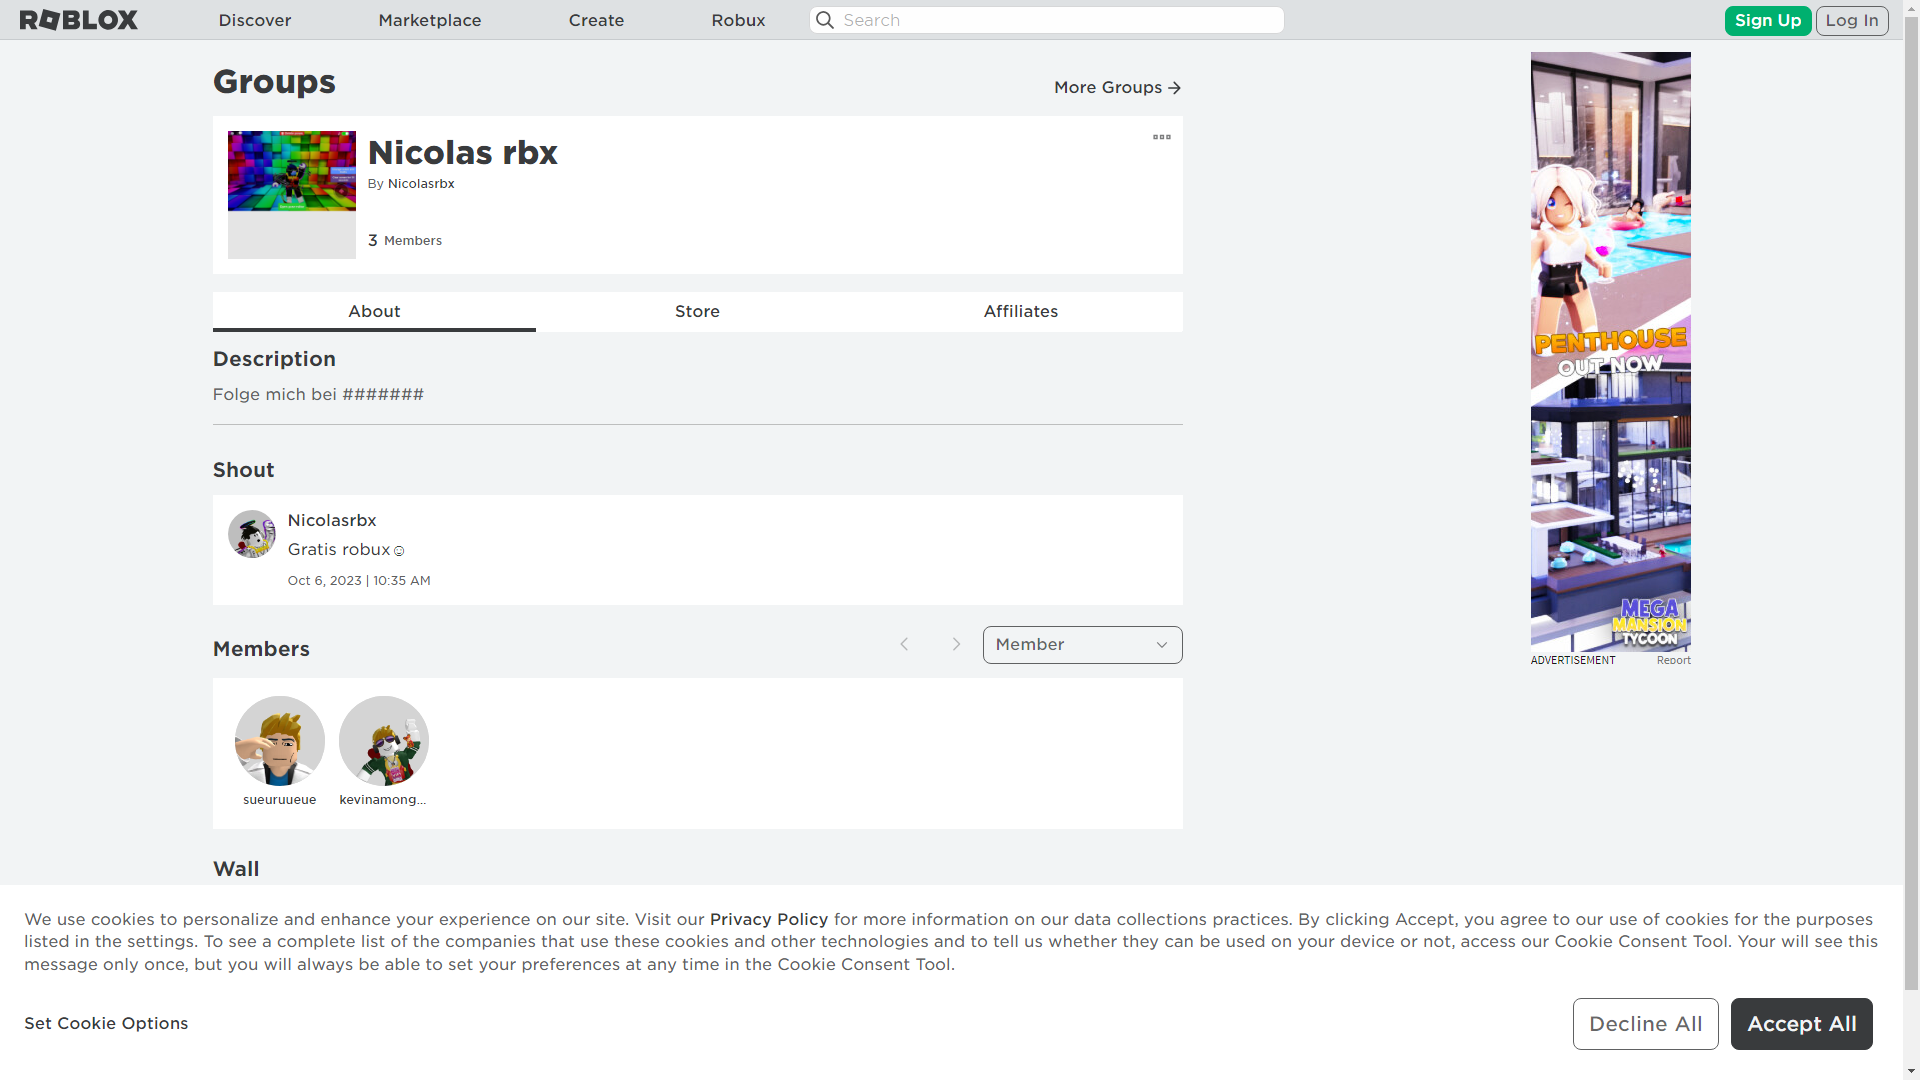 ROBLOX
Discover
Marketplace
Create
Robux
Search
Sign Up
Log In
Groups
More Groups
Nicolas rbx
By Nicolasrbx
3 Members
About
Store
Affiliates
Description
Folge mich bei #######
Shout
Nicolasrbx
Gratis robux☺
Oct 6, 2023 | 10:35 AM
Members
Member
sueuruueue
kevinamong...
Wall
PENTHOUSE
OUT NOW
MEGA
MANSION
TYCOON
ADVERTISEMENT
Report
We use cookies to personalize and enhance your experience on our site. Visit our Privacy Policy for more information on our data collections practices. By clicking Accept, you agree to our use of cookies for the purposes
listed in the settings. To see a complete list of the companies that use these cookies and other technologies and to tell us whether they can be used on your device or not, access our Cookie Consent Tool. Your will see this
message only once, but you will always be able to set your preferences at any time in the Cookie Consent Tool.
Set Cookie Options
Decline All
Accept All